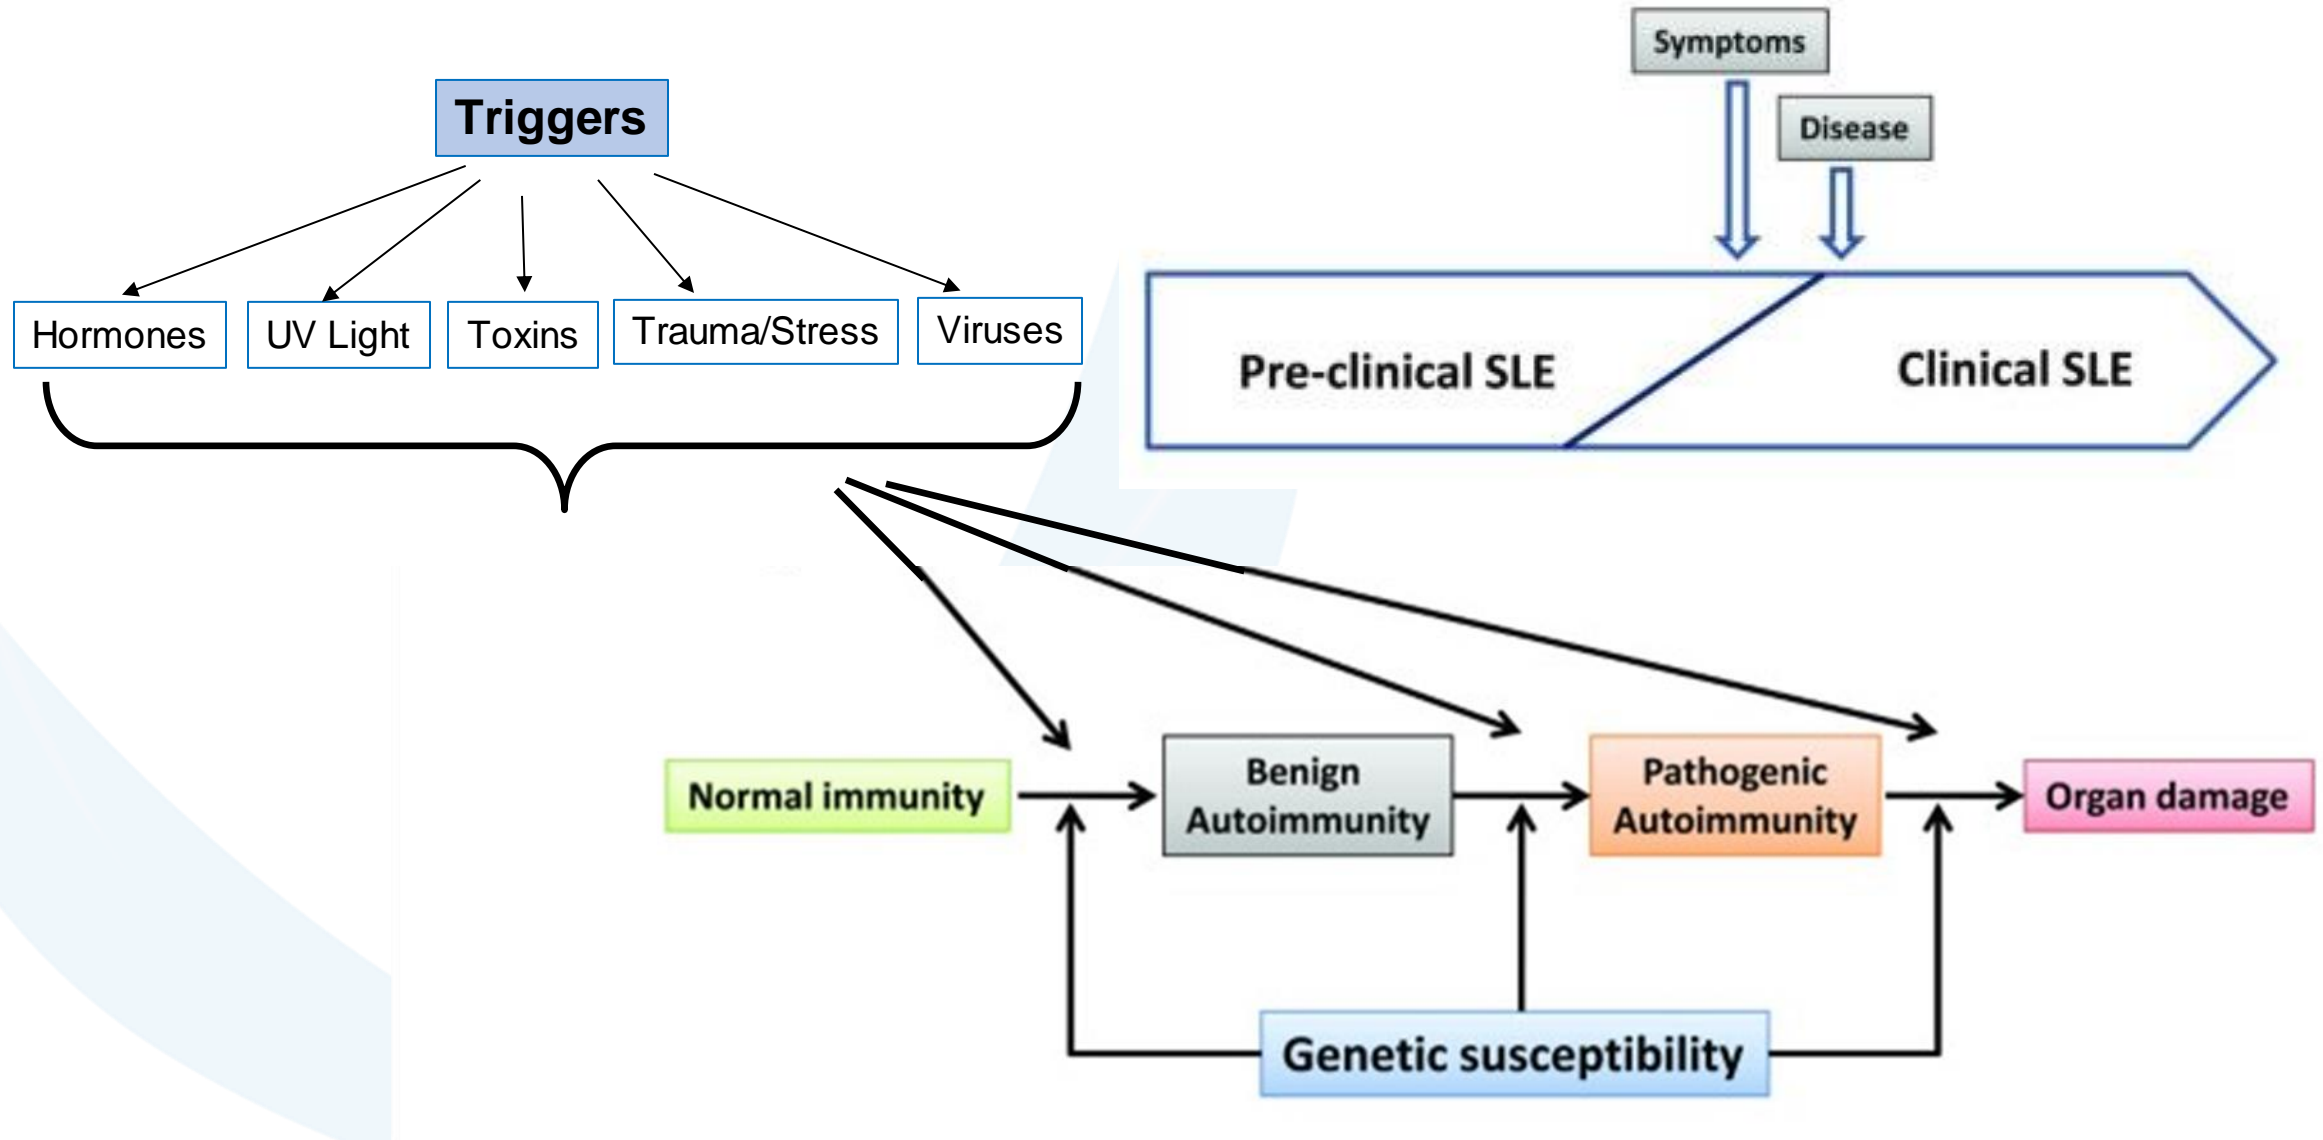 Triggers
Hormones
UV Light
Toxins
Trauma/Stress
Viruses
Symptoms
Disease
Pre-clinical SLE
Clinical SLE
Normal immunity
Benign
Autoimmunity
Pathogenic
Autoimmunity
Organ damage
Genetic susceptibility